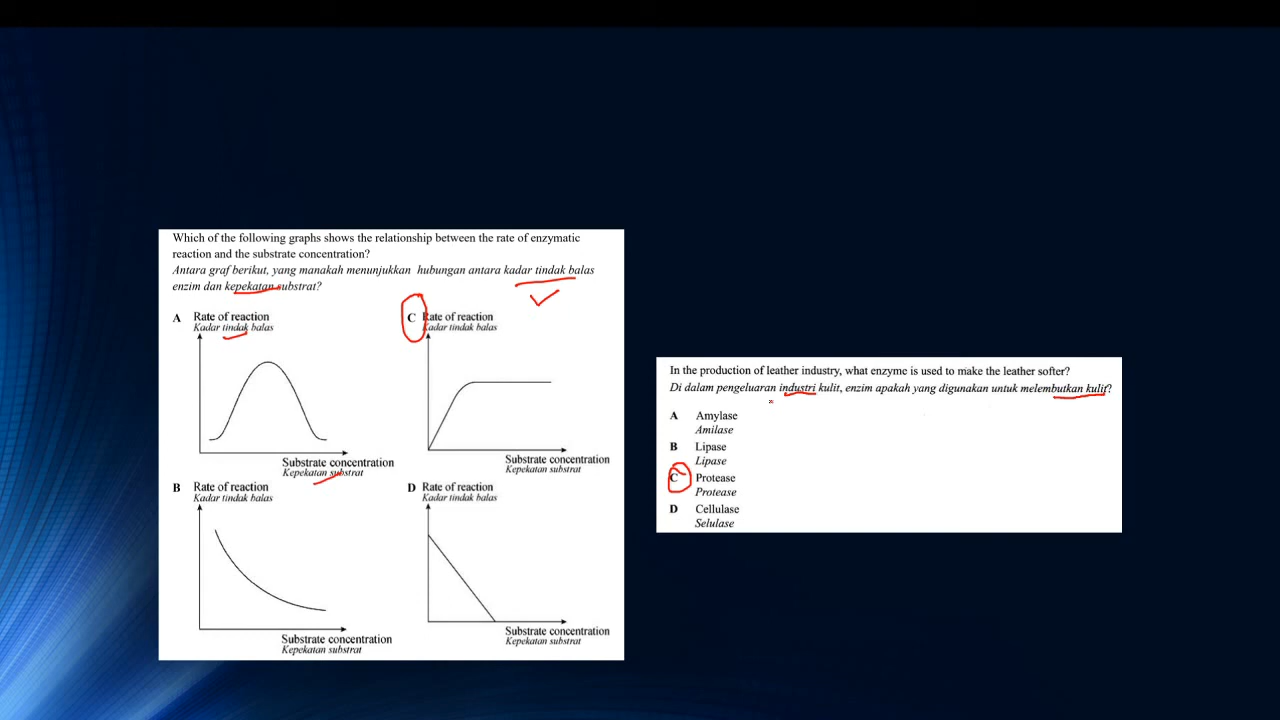 Which of the following graphs shows the relationship between the rate of enzymatic
reaction and the substrate concentration?
Antara graf berikut, yang manakah menunjukkan hubungan antara kadar tindak balas
enzim dan kepekatan substrat?
A Rate of reaction
Kadar tindak balas
Substrate concentration
Kepekatan substrat
C Rate of reaction
Kadar tindak balas
Substrate concentration
Kepekatan substrat
B Rate of reaction
Kadar tindak balas
Substrate concentration
Kepekatan substrat
D Rate of reaction
Kadar tindak balas
Substrate concentration
Kepekatan substrat
In the production of leather industry, what enzyme is used to make the leather softer?
Di dalam pengeluaran industri kulit, enzim apakah yang digunakan untuk melembutkan kulit?
A Amylase
Amilase
B Lipase
Lipase
C Protease
Protease
D Cellulase
Selulase